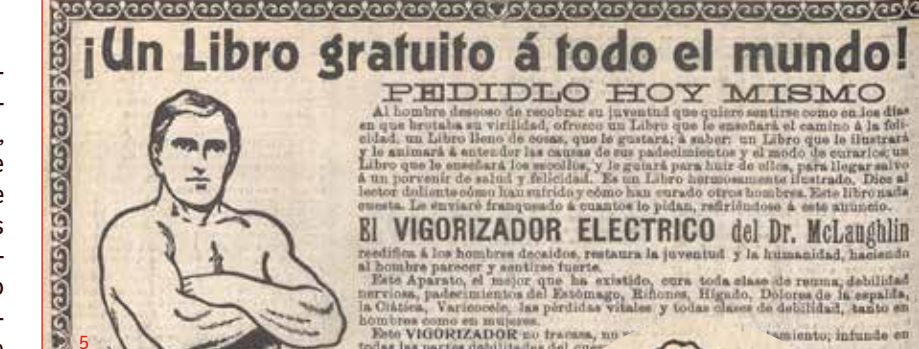 ¡Un Libro gratuito á todo el mundo!
PEDIDLO HOY MISMO
Al hombre deseoso de recobrar su juventud que quiere sentirse como en los dias
en que brotaba su virilidad, ofrezco un Libro que le enseñará el camino á la feli-
cidad, un Libro lleno de cosas, que le gustará; á saber: un Libro que le ilustrará
y le animará á entender las causas de sus padecimientos y el modo de curarlos; un
Libro que le enseñará los escollos, y le guiará para huir de ellos, para llegar salvo
á un porvenir de salud y felicidad. Es un Libro hermosamente ilustrado. Dice al
lector doliente cómo han sufrido y cómo han curado otros hombres. Este libro nada
cuesta. Le enviaré franqueado á cuantos lo pidan, refiriéndose á este anuncio.
El VIGORIZADOR ELECTRICO del Dr. McLaughlin
reedifica á los hombres decaidos, restaura la juventud y la humanidad, haciendo
al hombre parecer y sentirse fuerte.
Este Aparato, el mejor que ha existido, cura toda clase de reuma, debilidad
nerviosa, padecimientos del Estómago, Riñones, Hígado, Dolores de la espalda,
la Ciática, Varicocele, las pérdidas vitales y todas clases de debilidad, tanto en
hombres como en mujeres.
Este VIGORIZADOR no fracasa, no miento; infunde en
todas las partes debilitadas del
5